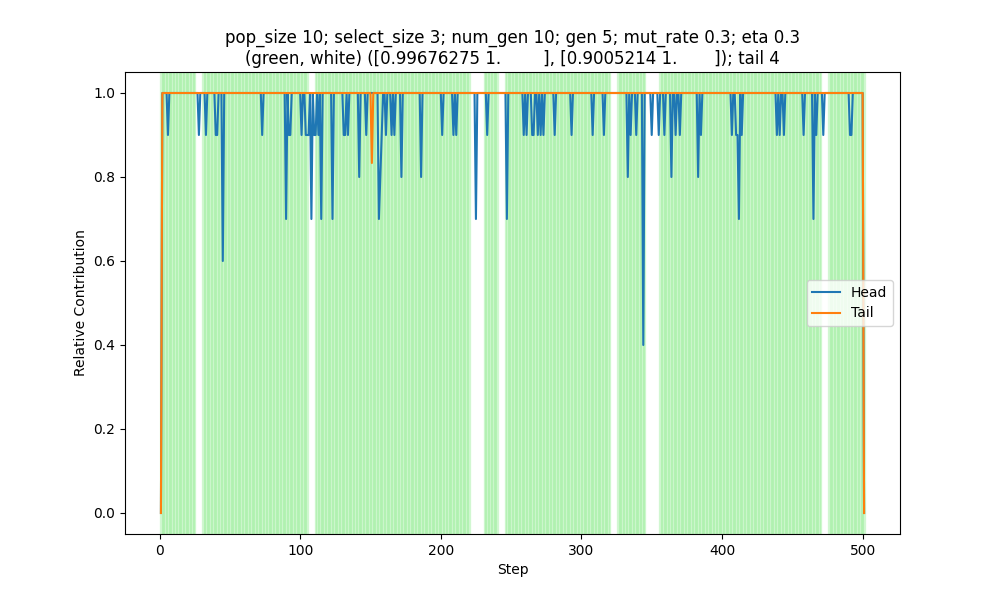 pop_size 10; select_size 3; num_gen 10; gen 5; mut_rate 0.3; eta 0.3
(green, white) ([0.99676275 1.        ], [0.9005214 1.        ]); tail 4
1.0
0.8
0.6
0.4
0.2
0.0
Relative Contribution
Head
Tail
0 100 200 300 400 500
Step